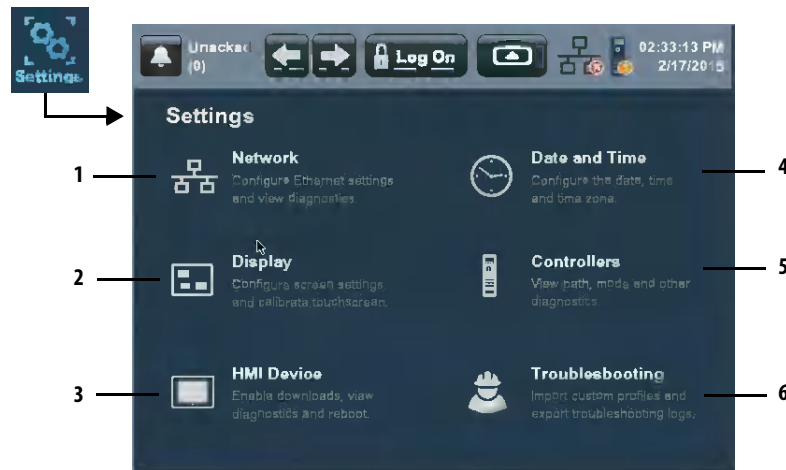 Settings
Unackad
(0)
Log On
02:33:13 PM
2/17/2015
Settings
1
Network
Configure Ethernet settings
and view diagnostics.
2
Display
Configure screen settings
and calibrate touchscreen.
3
HMI Device
Enable downloads, view
diagnostics and reboot.
4
Date and Time
Configure the date, time
and time zone.
5
Controllers
View path, mode and other
diagnostics.
6
Troubleshooting
Import custom profiles and
export troubleshooting logs.